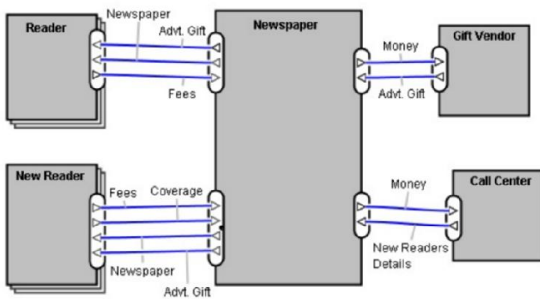 Newspaper
Reader
Advt. Gift
Fees
Newspaper
Money
Advt. Gift
Gift Vendor
New Reader
Fees
Coverage
Newspaper
Advt. Gift
Money
New Readers
Details
Call Center